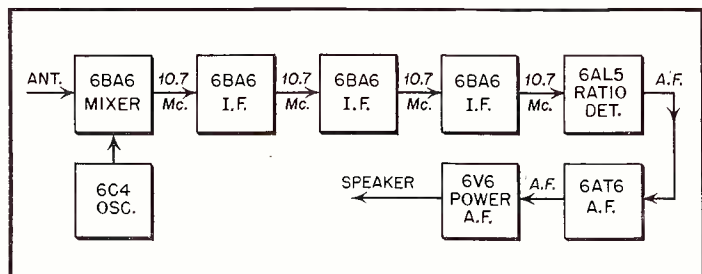 ANT.
6BA6
MIXER
10.7
Mc.
6BA6
I.F.
10.7
Mc.
6BA6
I.F.
10.7
Mc.
6BA6
I.F.
10.7
Mc.
6AL5
RATIO
DET.
A.F.
6C4
OSC.
SPEAKER
6V6
POWER
A.F.
A.F.
6AT6
A.F.